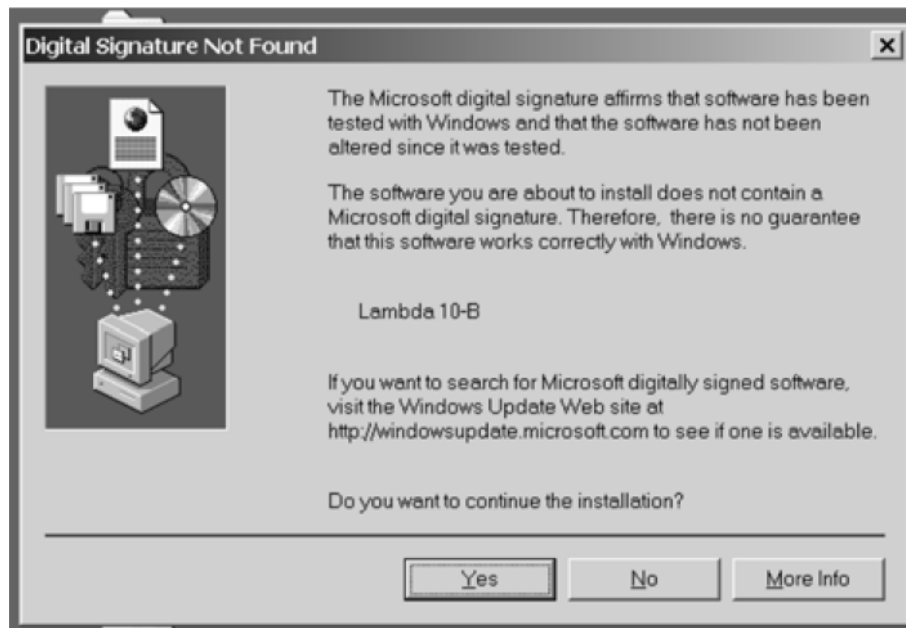 Digital Signature Not Found
The Microsoft digital signature affirms that software has been
tested with Windows and that the software has not been
altered since it was tested.
The software you are about to install does not contain a
Microsoft digital signature. Therefore, there is no guarantee
that this software works correctly with Windows.
Lambda 10-B
If you want to search for Microsoft digitally signed software,
visit the Windows Update Web site at
http://windowsupdate.microsoft.com to see if one is available.
Do you want to continue the installation?
Yes No More Info